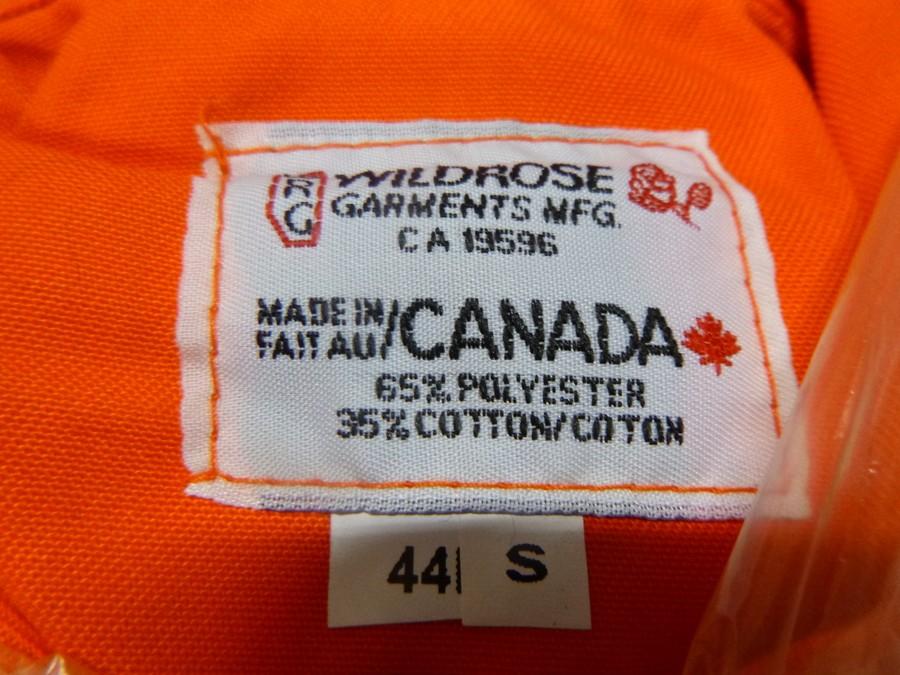 RG
WILDROSE
GARMENTS MFG.
CA 19596
MADE IN/
FAIT AU/CANADA
65% POLYESTER
35% COTTON/COTON
44 S